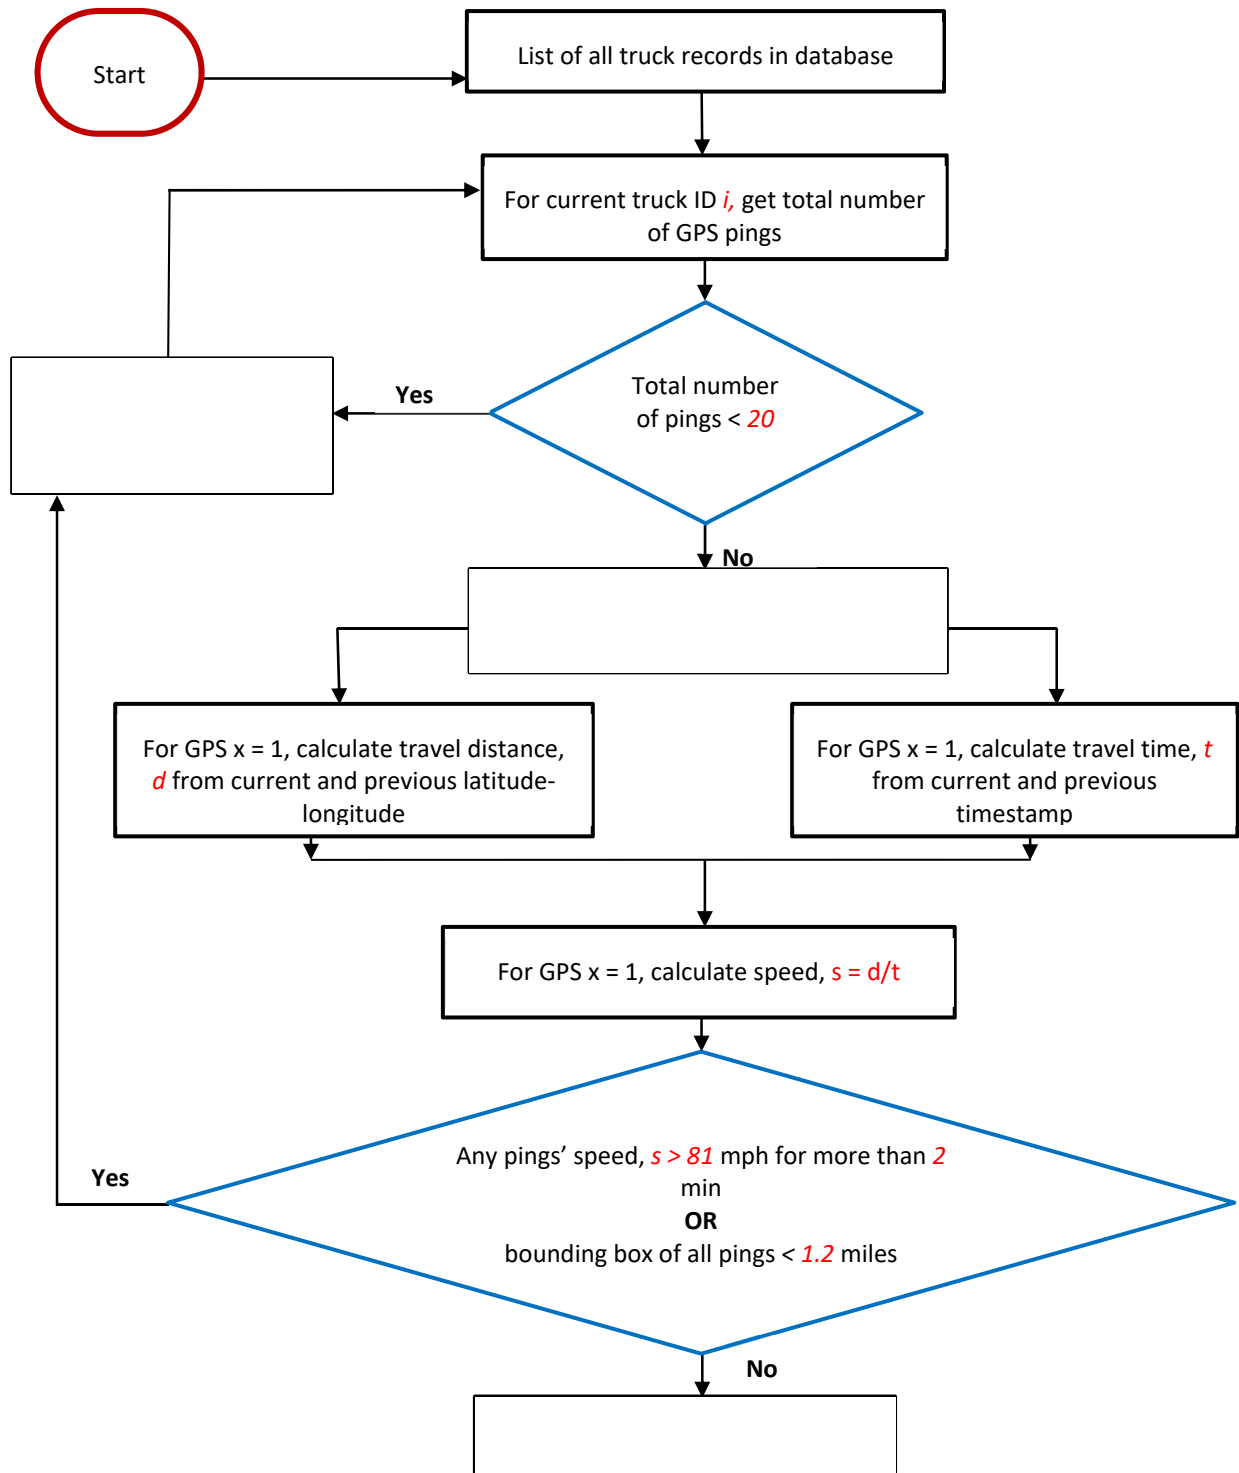 Start
List of all truck records in database
For current truck ID i, get total number
of GPS pings
Total number
of pings < 20
Yes
No
For GPS x = 1, calculate travel distance,
d from current and previous latitude-
longitude
For GPS x = 1, calculate travel time, t
from current and previous
timestamp
For GPS x = 1, calculate speed, s = d/t
Any pings’ speed, s > 81 mph for more than 2
min
OR
bounding box of all pings < 1.2 miles
Yes
No